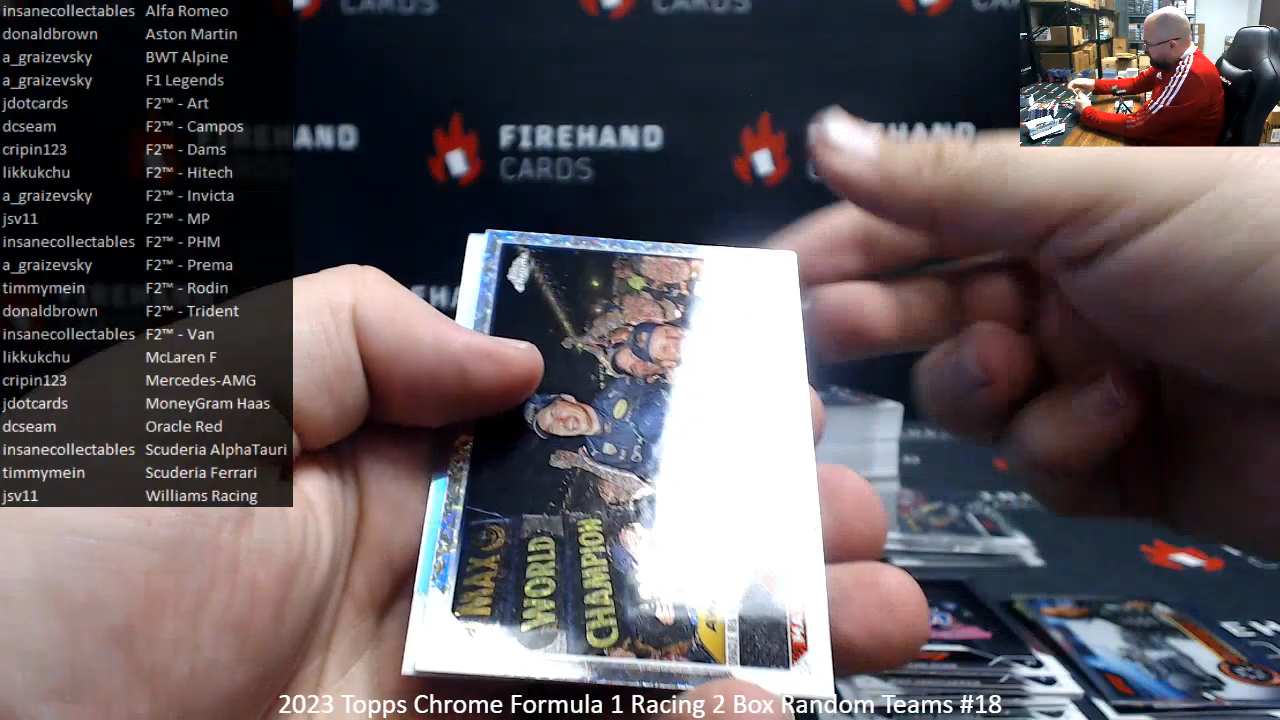 insanecollectables Alfa Romeo
donaldbrown Aston Martin
a_graizevsky BWT Alpine
a_graizevsky F1 Legends
jdotcards F2™ - Art
dcseam F2™ - Campos
cripin123 F2™ - Dams
likkukchu F2™ - Hitech
a_graizevsky F2™ - Invicta
jsv11 F2™ - MP
insanecollectables F2™ - PHM
a_graizevsky F2™ - Prema
timmymein F2™ - Rodin
donaldbrown F2™ - Trident
insanecollectables F2™ - Van
likkukchu McLaren F
cripin123 Mercedes-AMG
jdotcards MoneyGram Haas
dcseam Oracle Red
insanecollectables Scuderia AlphaTauri
timmymein Scuderia Ferrari
jsv11 Williams Racing
CARDS
CARDS
CARDS
FIREHAND
CARDS
MAX
WORLD
CHAMPION
2023 Topps Chrome Formula 1 Racing 2 Box Random Teams #18